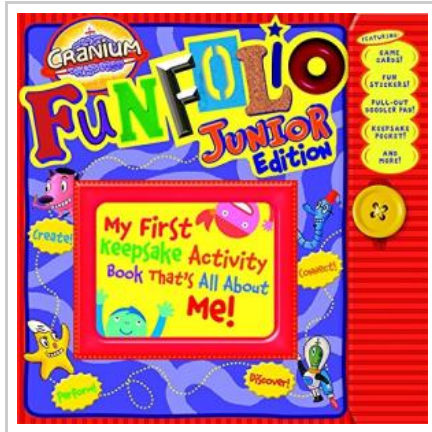 CRANIUM
FUNFOLIO
JUNIOR
Edition
FEATURING:
GAME
CARDS!
FUN
STICKERS!
PULL-OUT
DOODLER PAD!
KEEPSAKE
POCKET!
AND
MORE!
My First
Keepsake Activity
Book That's All About
Me!
Create!
Connect!
Perform!
Discover!